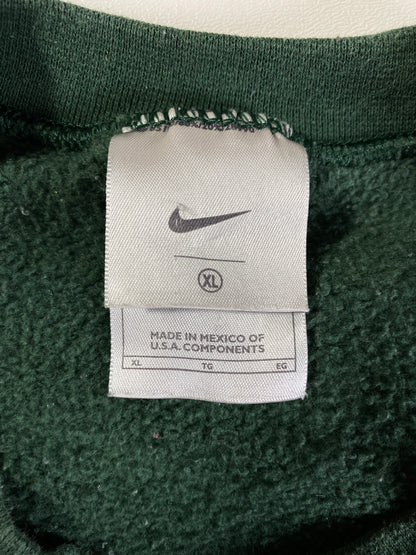 XL
MADE IN MEXICO OF
U.S.A. COMPONENTS
XL TG EG